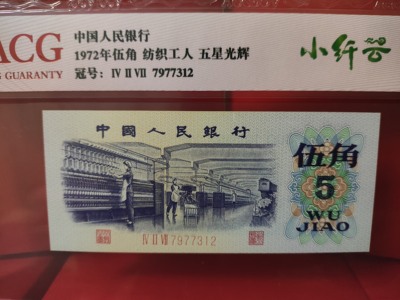 ACG
GUARANTY
中国人民银行
1972年伍角 纺织工人 五星光辉
冠号: Ⅳ Ⅱ Ⅶ 7977312
小纤云
中國人民銀行
伍角
5
WU
JIAO
Ⅳ Ⅱ Ⅶ 7977312